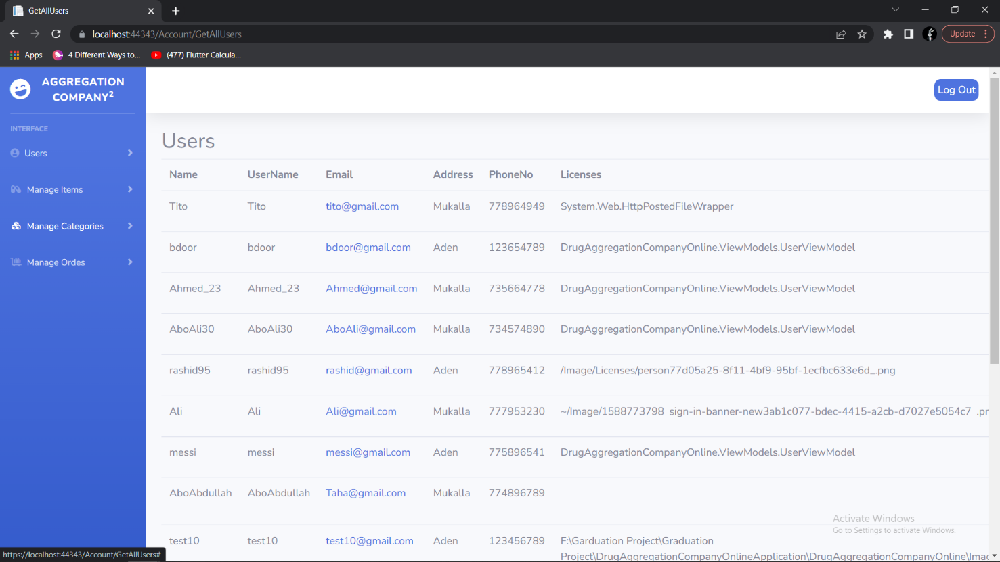 GetAllUsers
localhost:44343/Account/GetAllUsers
Update
Apps
4 Different Ways to...
(477) Flutter Calcula...
AGGREGATION
COMPANY2
Log Out
INTERFACE
Users
Manage Items
Manage Categories
Manage Ordes
Users
Name UserName Email Address PhoneNo Licenses
Tito Tito tito@gmail.com Mukalla 778964949 System.Web.HttpPostedFileWrapper
bdoor bdoor bdoor@gmail.com Aden 123654789 DrugAggregationCompanyOnline.ViewModels.UserViewModel
Ahmed_23 Ahmed_23 Ahmed@gmail.com Mukalla 735664778 DrugAggregationCompanyOnline.ViewModels.UserViewModel
AboAli30 AboAli30 AboAli@gmail.com Mukalla 734574890 DrugAggregationCompanyOnline.ViewModels.UserViewModel
rashid95 rashid95 rashid@gmail.com Aden 778965412 /Image/Licenses/person77d05a25-8f11-4bf9-95bf-1ecfbc633e6d_.png
Ali Ali Ali@gmail.com Mukalla 777953230 ~/Image/1588773798_sign-in-banner-new3ab1c077-bdec-4415-a2cb-d7027e5054c7_.pr
messi messi messi@gmail.com Aden 775896541 DrugAggregationCompanyOnline.ViewModels.UserViewModel
AboAbdullah AboAbdullah Taha@gmail.com Mukalla 774896789
test10 test10 test10@gmail.com Aden 123456789 F:\Garduation Project\Graduation
Project\DrugAggregationCompanyOnlineApplication\DrugAggregationCompanyOnline\Imag
Activate Windows
Go to Settings to activate Windows.
https://localhost:44343/Account/GetAllUsers#